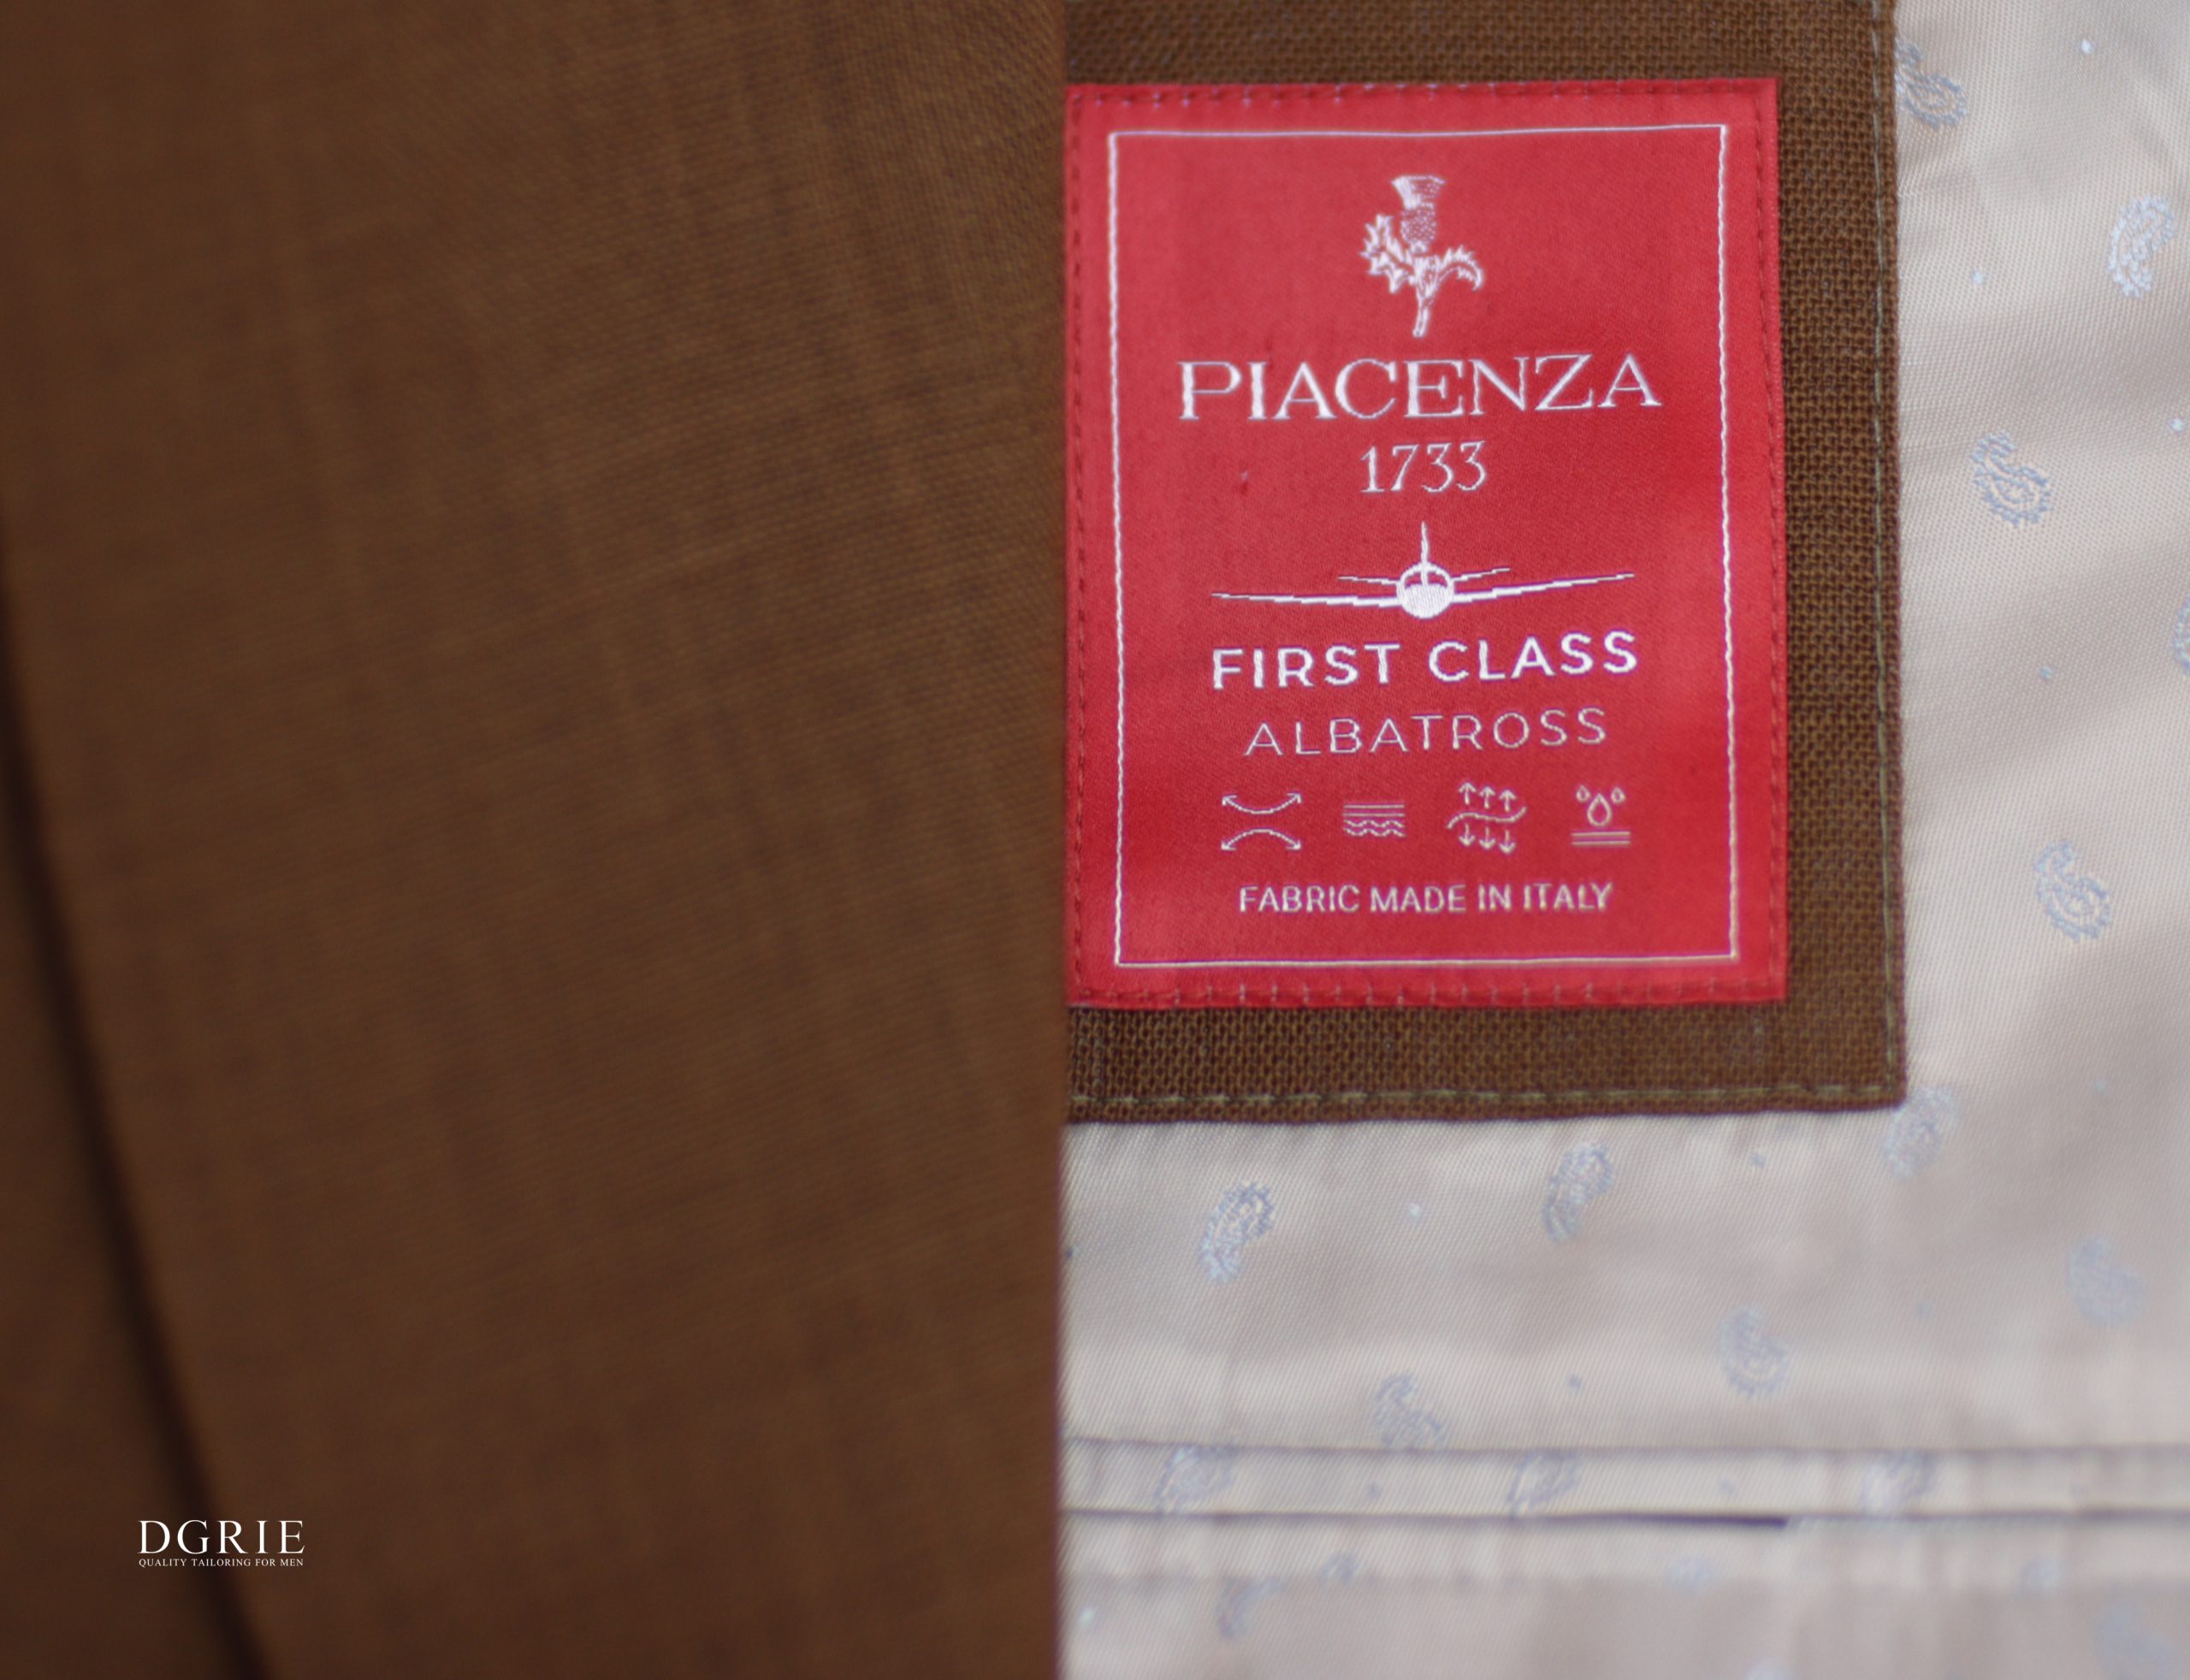 PIACENZA
1733
FIRST CLASS
ALBATROSS
FABRIC MADE IN ITALY
DGRIE
QUALITY TAILORING FOR MEN